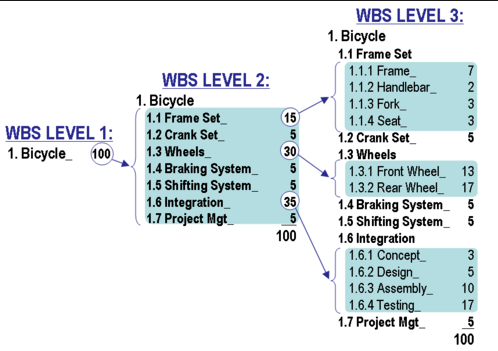 WBS LEVEL 1:
1. Bicycle_ 100
WBS LEVEL 2:
1. Bicycle
1.1 Frame Set_ 15
1.2 Crank Set_ 5
1.3 Wheels_ 30
1.4 Braking System_ 5
1.5 Shifting System_ 5
1.6 Integration_ 35
1.7 Project Mgt_ 5
100
WBS LEVEL 3:
1. Bicycle
1.1 Frame Set
1.1.1 Frame_ 7
1.1.2 Handlebar_ 2
1.1.3 Fork_ 3
1.1.4 Seat_ 3
1.2 Crank Set_ 5
1.3 Wheels
1.3.1 Front Wheel_ 13
1.3.2 Rear Wheel_ 17
1.4 Braking System_ 5
1.5 Shifting System_ 5
1.6 Integration
1.6.1 Concept_ 3
1.6.2 Design_ 5
1.6.3 Assembly_ 10
1.6.4 Testing_ 17
1.7 Project Mgt_ 5
100